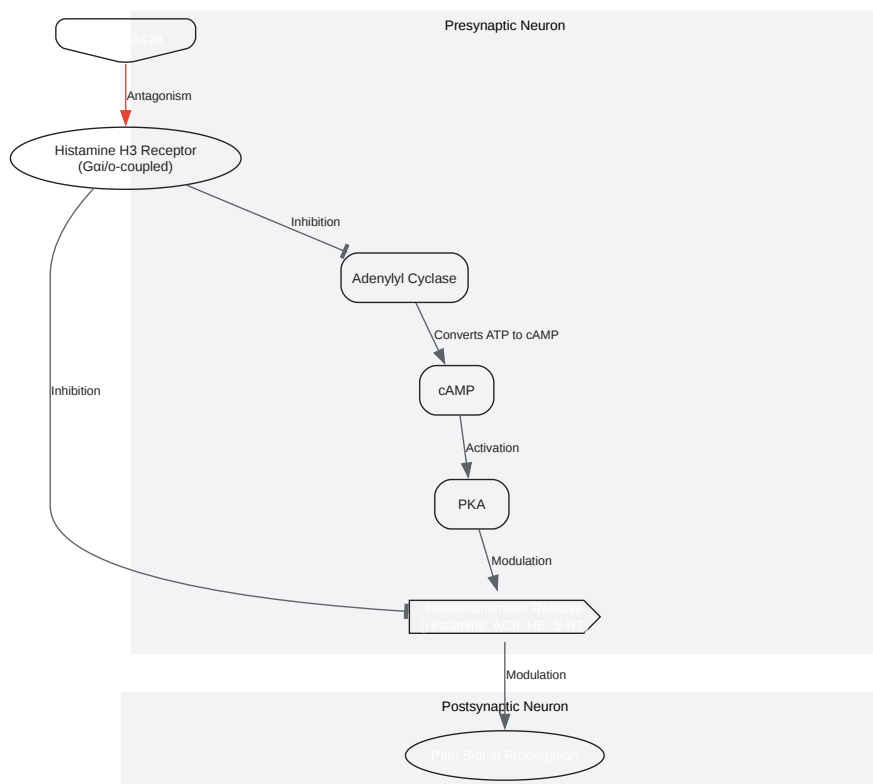 Presynaptic Neuron
4429
Antagonism
Histamine H3 Receptor
(Gαi/o-coupled)
Inhibition
Adenylyl Cyclase
Converts ATP to cAMP
cAMP
Inhibition
Activation
PKA
Modulation
Neurotransmitter Release
(Histamine, ACh, NE, 5-HT)
Modulation
Postsynaptic Neuron
Pain Signal Propagation